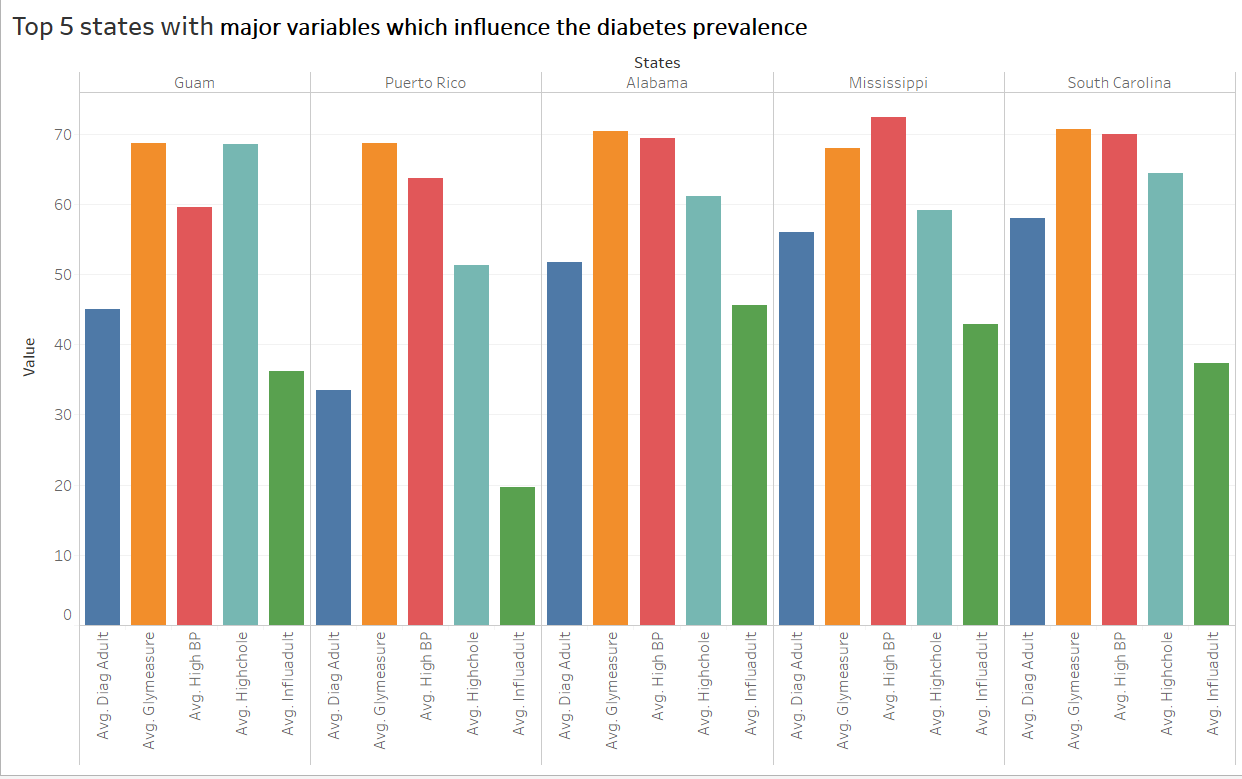 Top 5 states with major variables which influence the diabetes prevalence
States
Guam Puerto Rico Alabama Mississippi South Carolina
Value
70
60
50
40
30
20
10
0
Avg. Diag Adult Avg. Glymeasure Avg. High BP Avg. Highchole Avg. Influadult Avg. Diag Adult Avg. Glymeasure Avg. High BP Avg. Highchole Avg. Influadult Avg. Diag Adult Avg. Glymeasure Avg. High BP Avg. Highchole Avg. Influadult Avg. Diag Adult Avg. Glymeasure Avg. High BP Avg. Highchole Avg. Influadult Avg. Diag Adult Avg. Glymeasure Avg. High BP Avg. Highchole Avg. Influadult